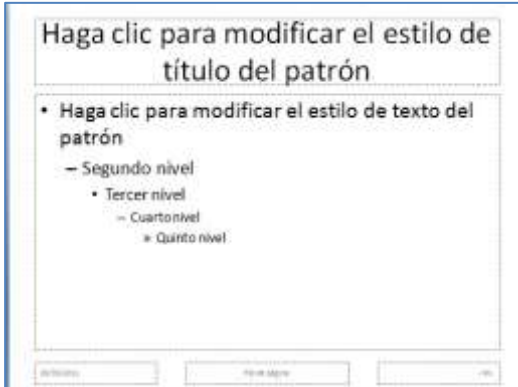 Haga clic para modificar el estilo de
título del patrón
• Haga clic para modificar el estilo de texto del
patrón
– Segundo nivel
• Tercer nivel
– Cuarto nivel
» Quinto nivel